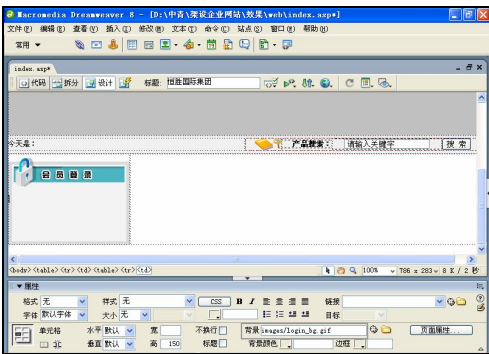 Macromedia Dreamweaver 8 - [D:\中青\架设企业网站\效果\web\index.asp*]
文件(F) 编辑(E) 查看(V) 插入(I) 修改(M) 文本(T) 命令(C) 站点(S) 窗口(W) 帮助(H)
常用
index.asp*
代码 拆分 设计 标题: 恒胜国际集团
今天是: 产品搜索: 请输入关键字 搜 索
会 员 登 录
<body> <table> <tr> <td> <table> <tr> <td> 100% 786 x 283 8 K / 2 秒
属性
格式 无 样式 无 CSS B I 链接
字体 默认字体 大小 无 目标
单元格 水平 默认 宽 不换行 背景 images/login_bg.gif 页面属性...
垂直 默认 高 150 标题 背景颜色 边框